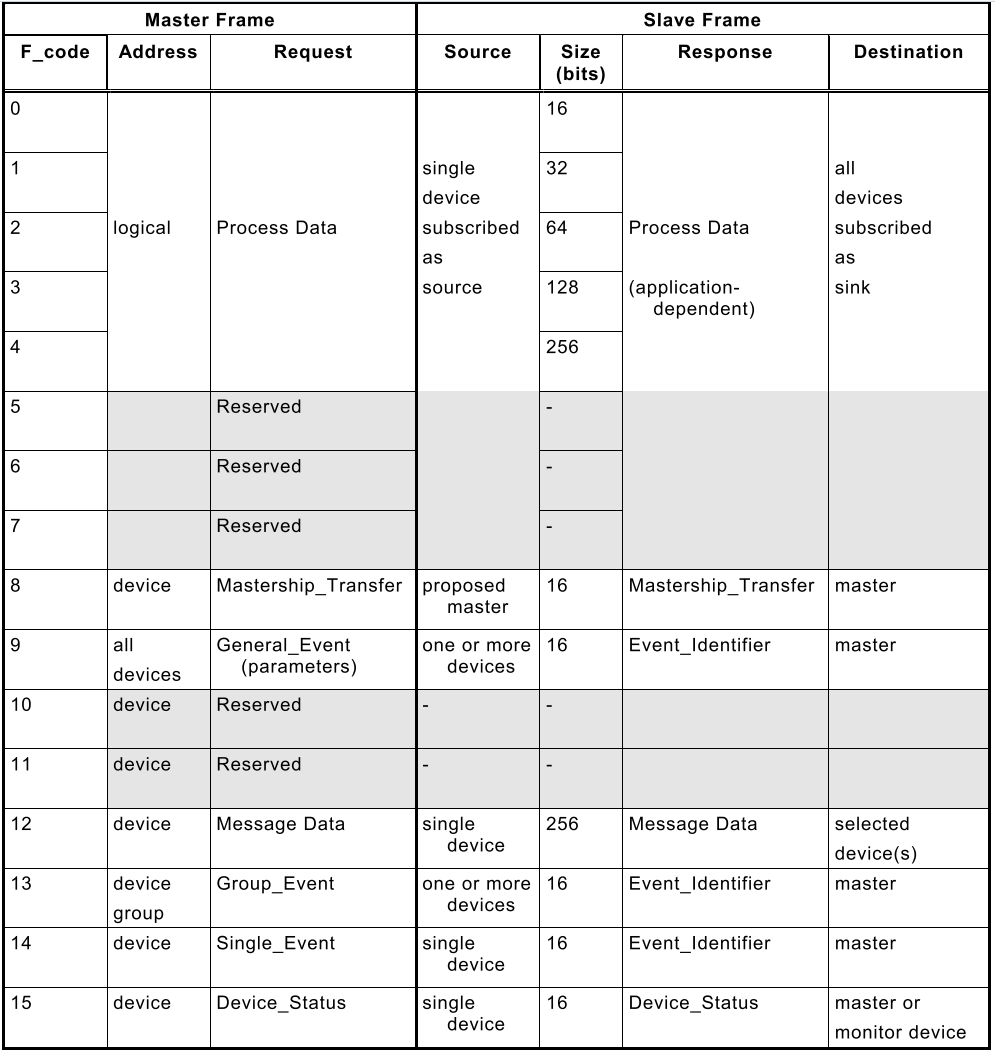 Master Frame Slave Frame
F_code Address Request Source Size (bits) Response Destination
0 16
1 single device 32 all devices
2 logical Process Data subscribed as 64 Process Data subscribed as
3 source 128 (application-dependent) sink
4 256
5 Reserved -
6 Reserved -
7 Reserved -
8 device Mastership_Transfer proposed master 16 Mastership_Transfer master
9 all devices General_Event (parameters) one or more devices 16 Event_Identifier master
10 device Reserved - -
11 device Reserved - -
12 device Message Data single device 256 Message Data selected device(s)
13 device group Group_Event one or more devices 16 Event_Identifier master
14 device Single_Event single device 16 Event_Identifier master
15 device Device_Status single device 16 Device_Status master or monitor device